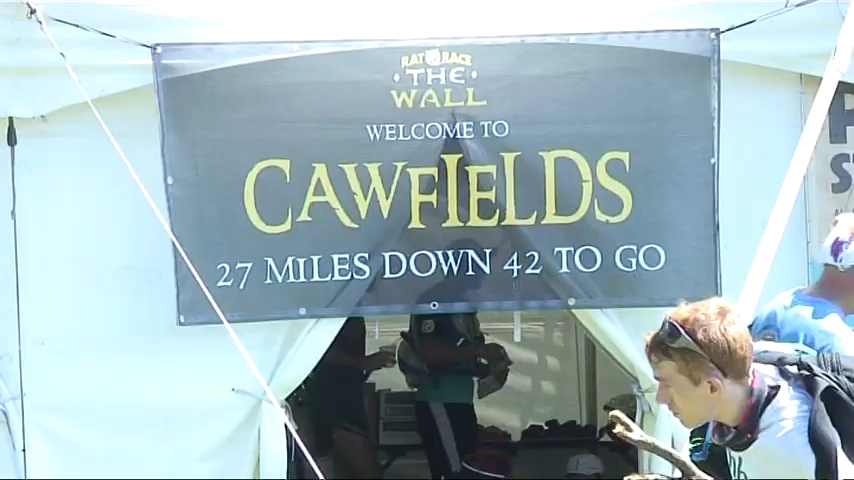 RAT RACE
THE
WALL
WELCOME TO
CAWFIELDS
27 MILES DOWN 42 TO GO